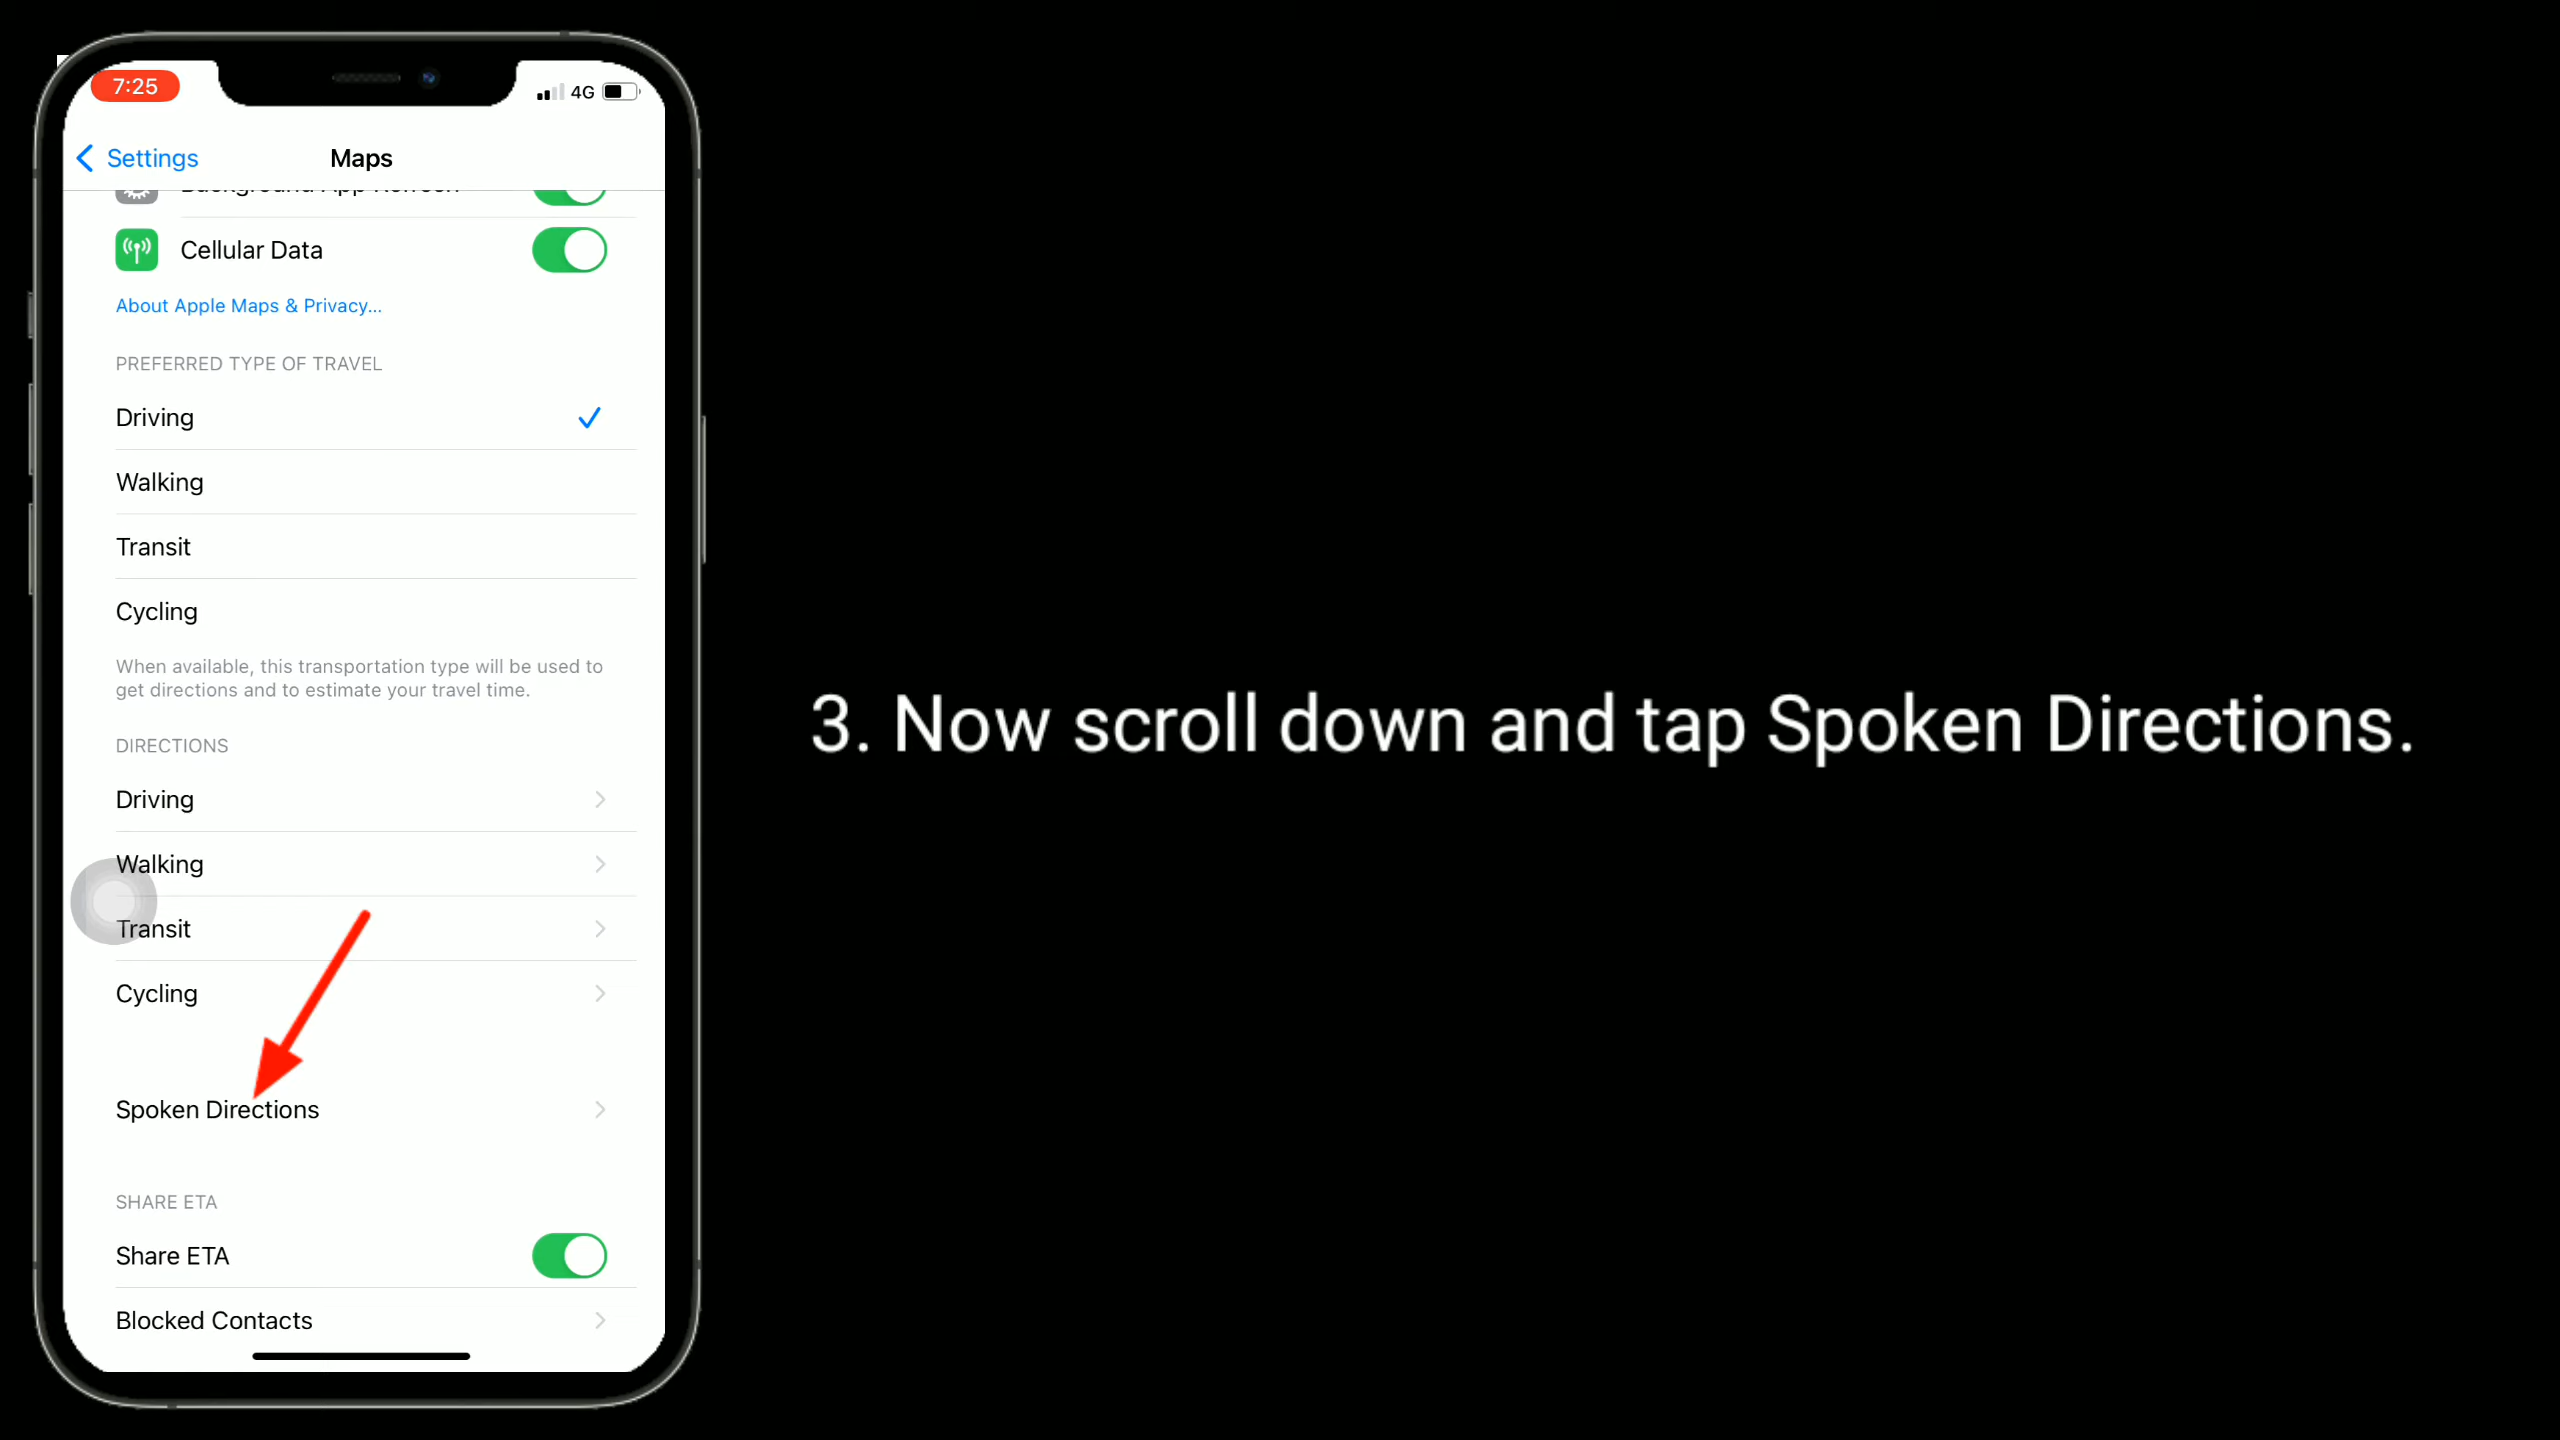 7:25
4G
Settings
Maps
Background App Refresh
Cellular Data
About Apple Maps & Privacy...
PREFERRED TYPE OF TRAVEL
Driving
Walking
Transit
Cycling
When available, this transportation type will be used to
get directions and to estimate your travel time.
DIRECTIONS
Driving
Walking
Transit
Cycling
Spoken Directions
SHARE ETA
Share ETA
Blocked Contacts
3. Now scroll down and tap Spoken Directions.